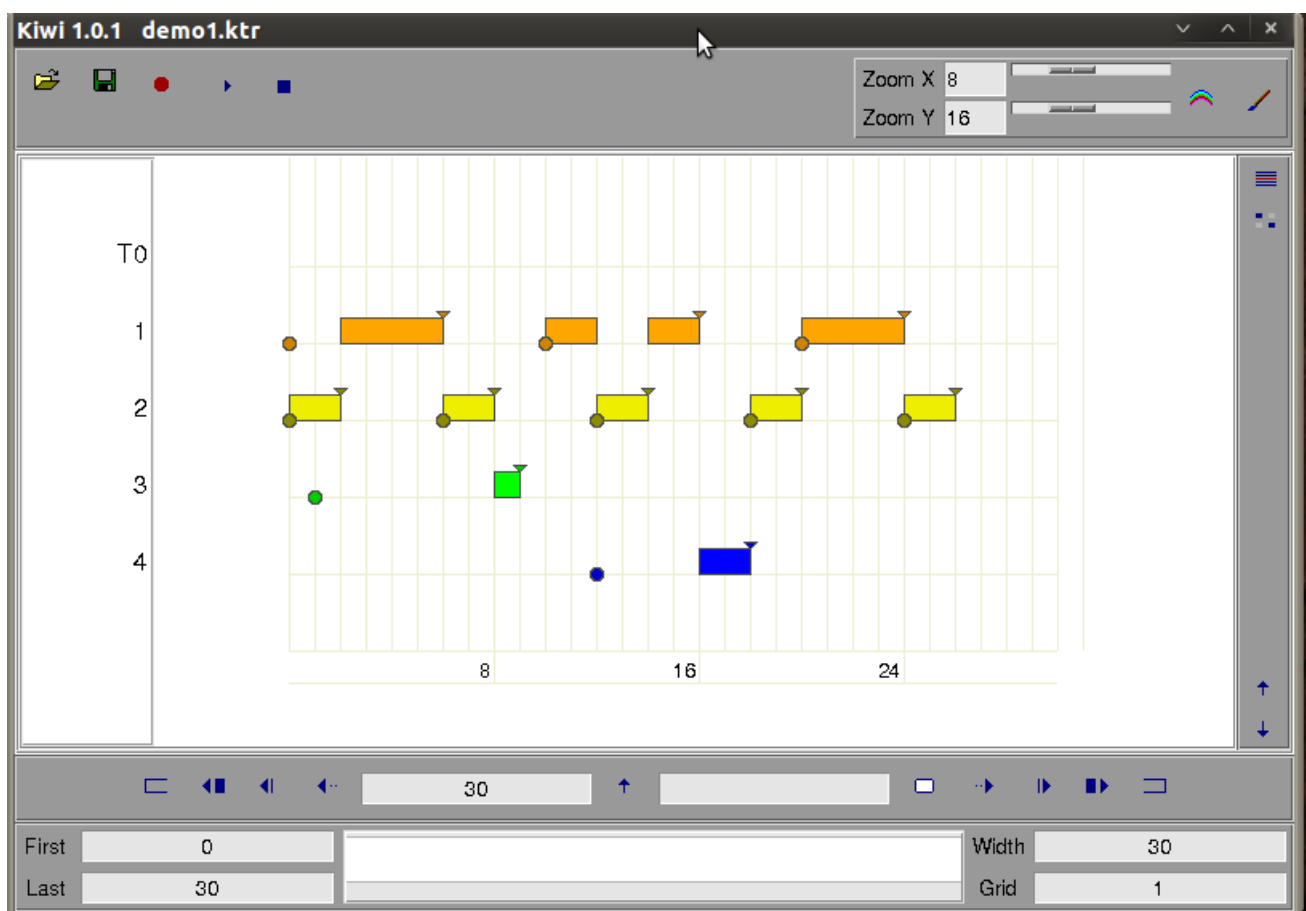 Kiwi 1.0.1 demo1.ktr
Zoom X 8
Zoom Y 16
T0
1
2
3
4
8 16 24
30
First 0 Width 30
Last 30 Grid 1